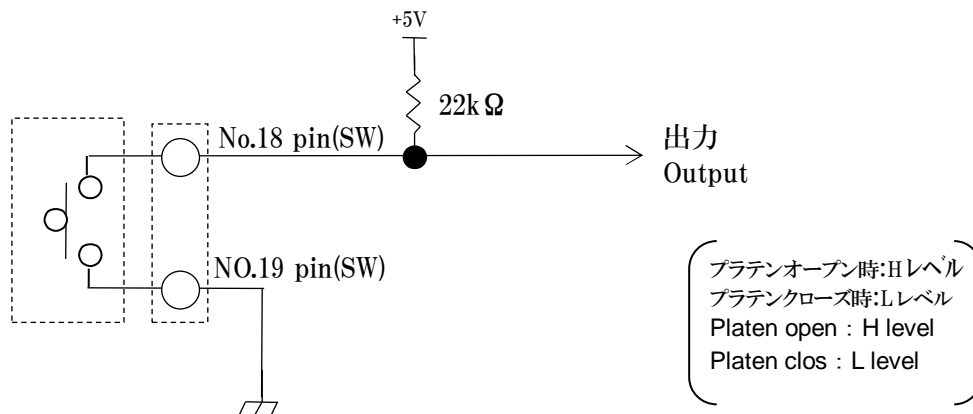 +5V
22kΩ
No.18 pin(SW)
出力
Output
NO.19 pin(SW)
プラテンオープン時:Hレベル
プラテンクローズ時:Lレベル
Platen open : H level
Platen clos : L level